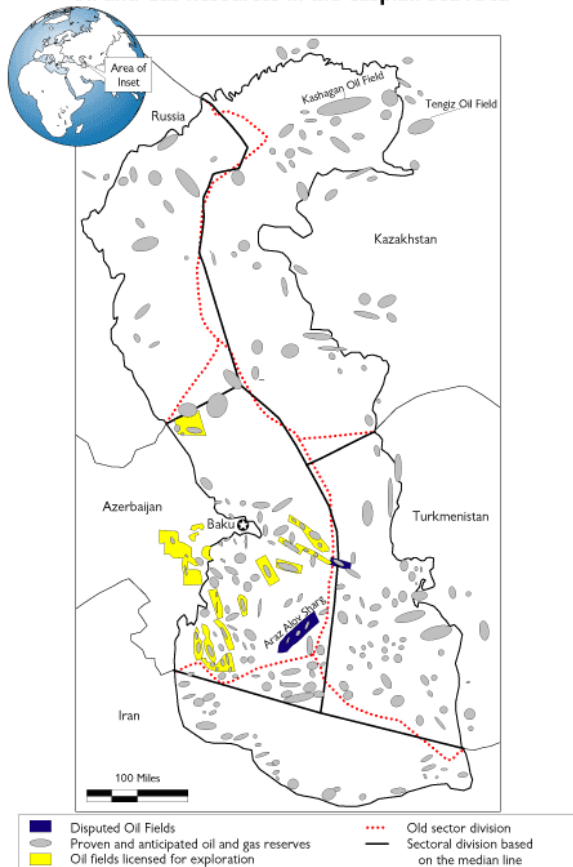 Area of
Inset
Russia
Kashagan Oil Field
Tengiz Oil Field
Kazakhstan
Azerbaijan
Baku
Turkmenistan
Araz Alov Sharg
Iran
100 Miles
Disputed Oil Fields
Proven and anticipated oil and gas reserves
Oil fields licensed for exploration
Old sector division
Sectoral division based
on the median line